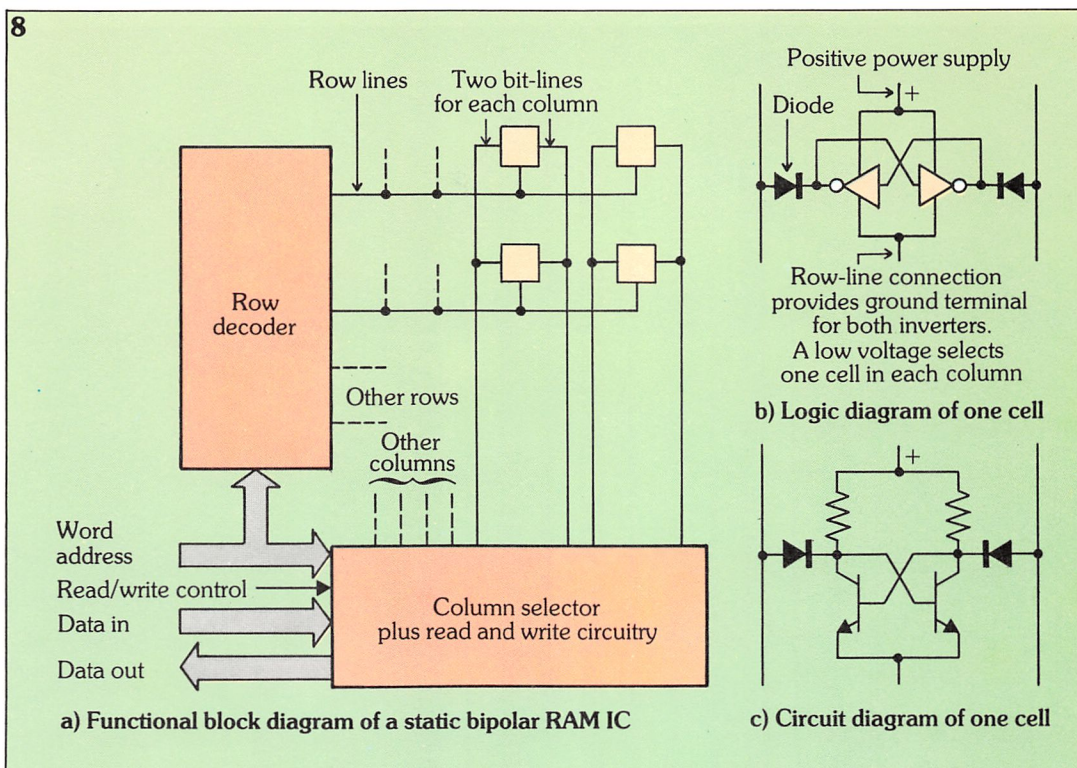 8
Row lines
Two bit-lines
for each column
Row
decoder
Other rows
Other
columns
Word
address
Read/write control
Data in
Data out
Column selector
plus read and write circuitry
a) Functional block diagram of a static bipolar RAM IC
Positive power supply
+
Diode
Row-line connection
provides ground terminal
for both inverters.
A low voltage selects
one cell in each column
b) Logic diagram of one cell
+
c) Circuit diagram of one cell